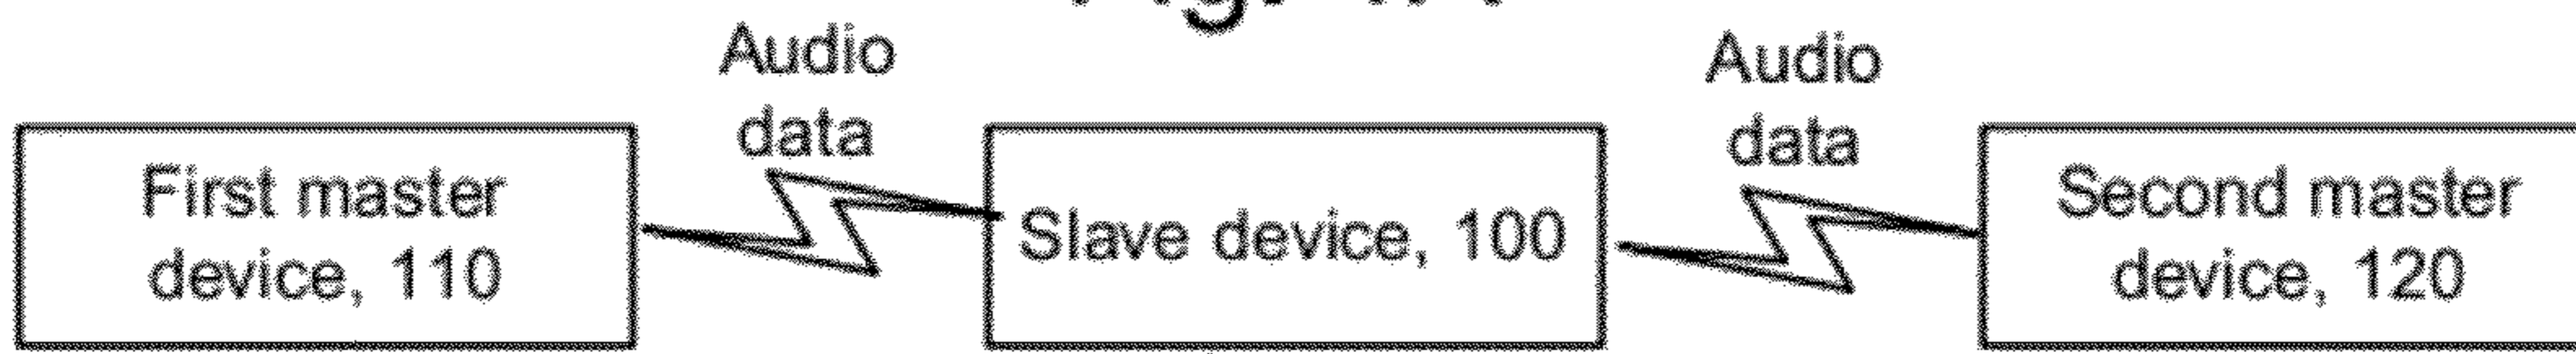 Audio
data
Audio
data
First master
device, 110
Slave device, 100
Second master
device, 120